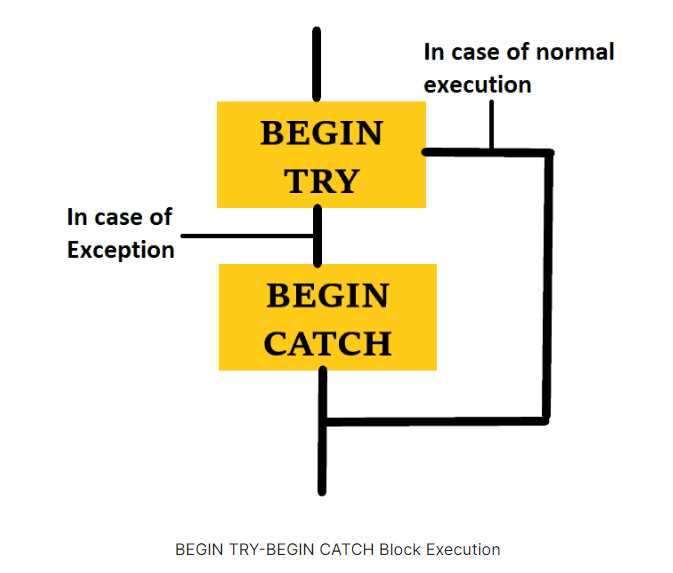 In case of normal
execution
BEGIN
TRY
In case of
Exception
BEGIN
CATCH
BEGIN TRY-BEGIN CATCH Block Execution